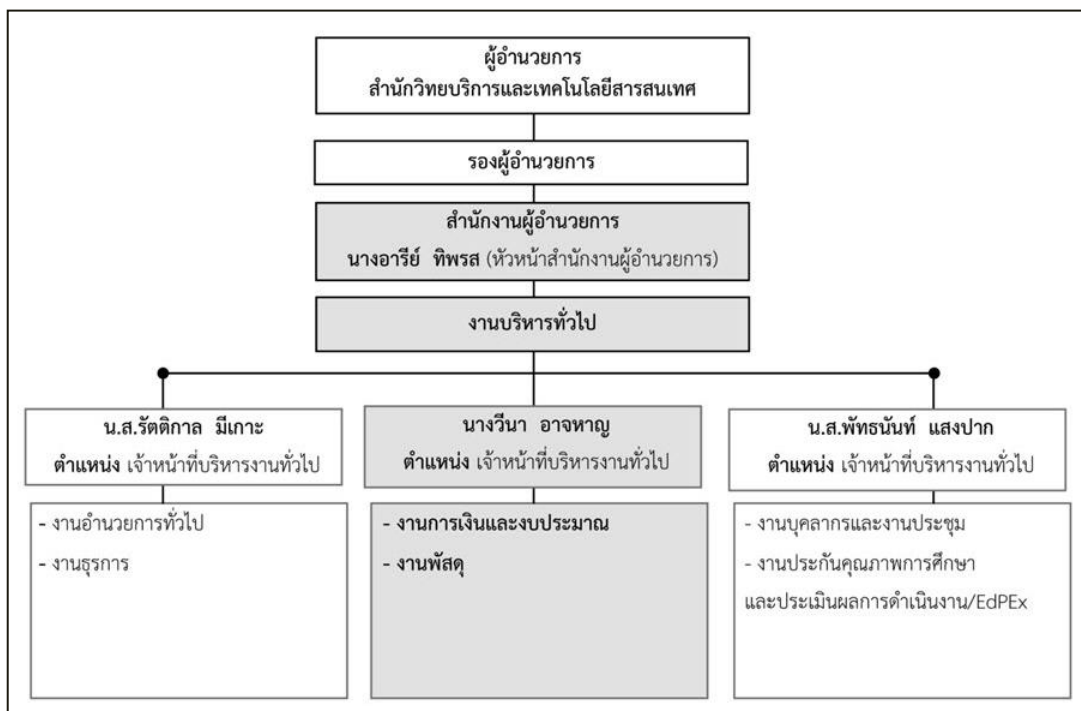 ผู้อำนวยการ
สำนักวิทยบริการและเทคโนโลยีสารสนเทศ
รองผู้อำนวยการ
สำนักงานผู้อำนวยการ
นางอารีย์ ทิพรส (หัวหน้าสำนักงานผู้อำนวยการ)
งานบริหารทั่วไป
น.ส.รัตติกาล มีเกาะ
ตำแหน่ง เจ้าหน้าที่บริหารงานทั่วไป
- งานอำนวยการทั่วไป
- งานธุรการ
นางวีนา อาจหาญ
ตำแหน่ง เจ้าหน้าที่บริหารงานทั่วไป
- งานการเงินและงบประมาณ
- งานพัสดุ
น.ส.พัทธนันท์ แสงปาก
ตำแหน่ง เจ้าหน้าที่บริหารงานทั่วไป
- งานบุคลากรและงานประชุม
- งานประกันคุณภาพการศึกษา
และประเมินผลการดำเนินงาน/EdPEx